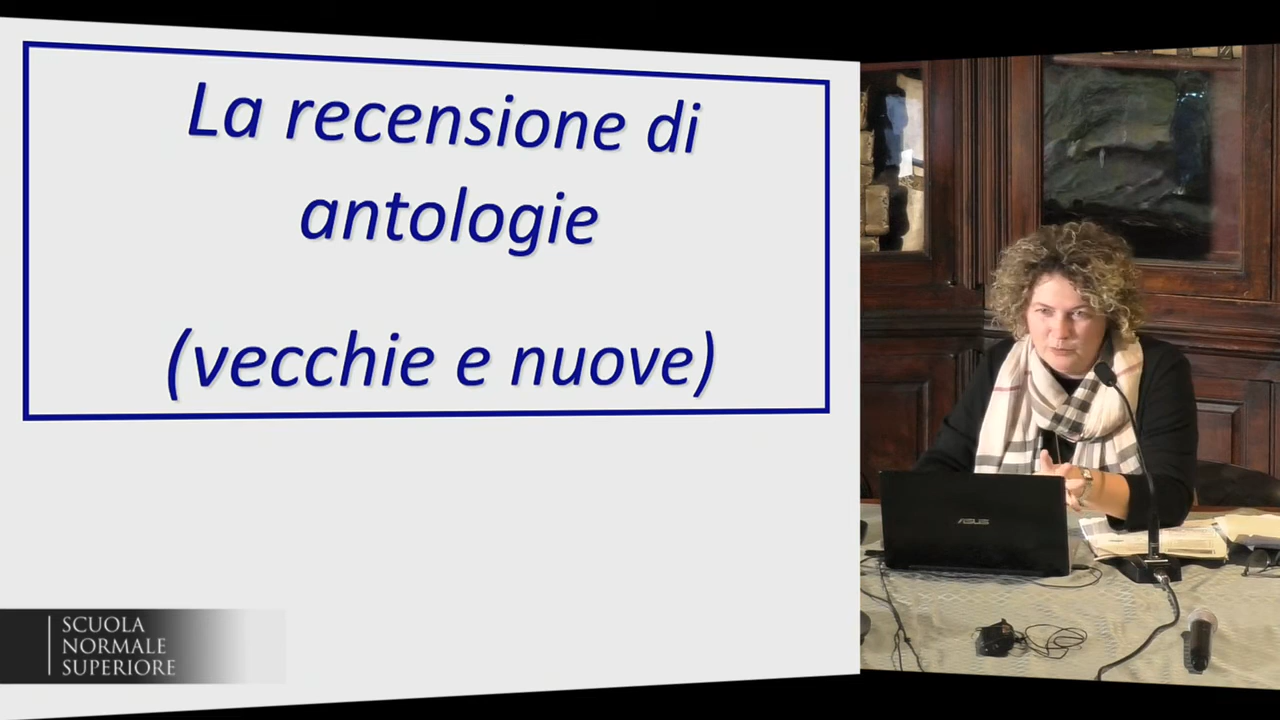 La recensione di
antologie
(vecchie e nuove)
SCUOLA
NORMALE
SUPERIORE
ASUS